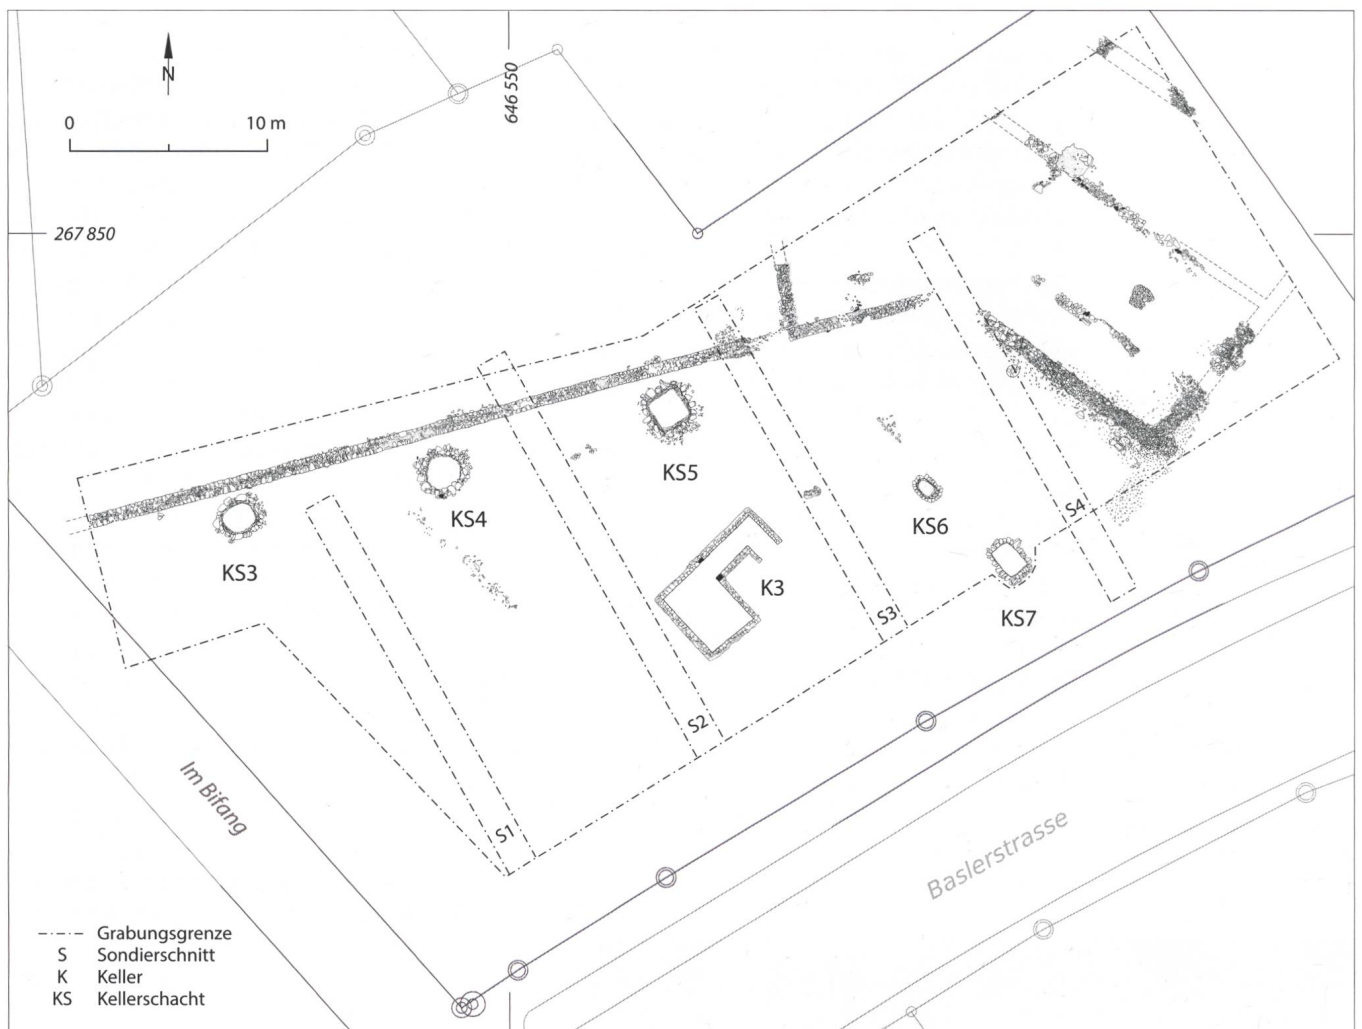 N
0 10 m
646 550
267 850
KS5
KS4
KS3
KS6
S4
K3
S3
KS7
S2
S1
Im Bifang
Baslerstrasse
Grabungsgrenze
S Sondierschnitt
K Keller
KS Kellerschacht